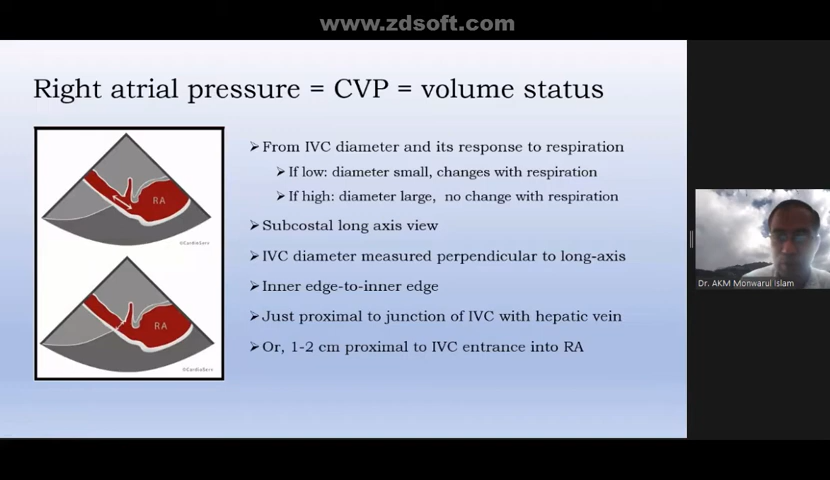 www.zdsoft.com
Right atrial pressure = CVP = volume status
RA
©CardioServ
RA
©CardioServ
➢From IVC diameter and its response to respiration
➢If low: diameter small, changes with respiration
➢If high: diameter large, no change with respiration
➢Subcostal long axis view
➢IVC diameter measured perpendicular to long-axis
➢Inner edge-to-inner edge
➢Just proximal to junction of IVC with hepatic vein
➢Or, 1-2 cm proximal to IVC entrance into RA
Dr. AKM Monwarul Islam